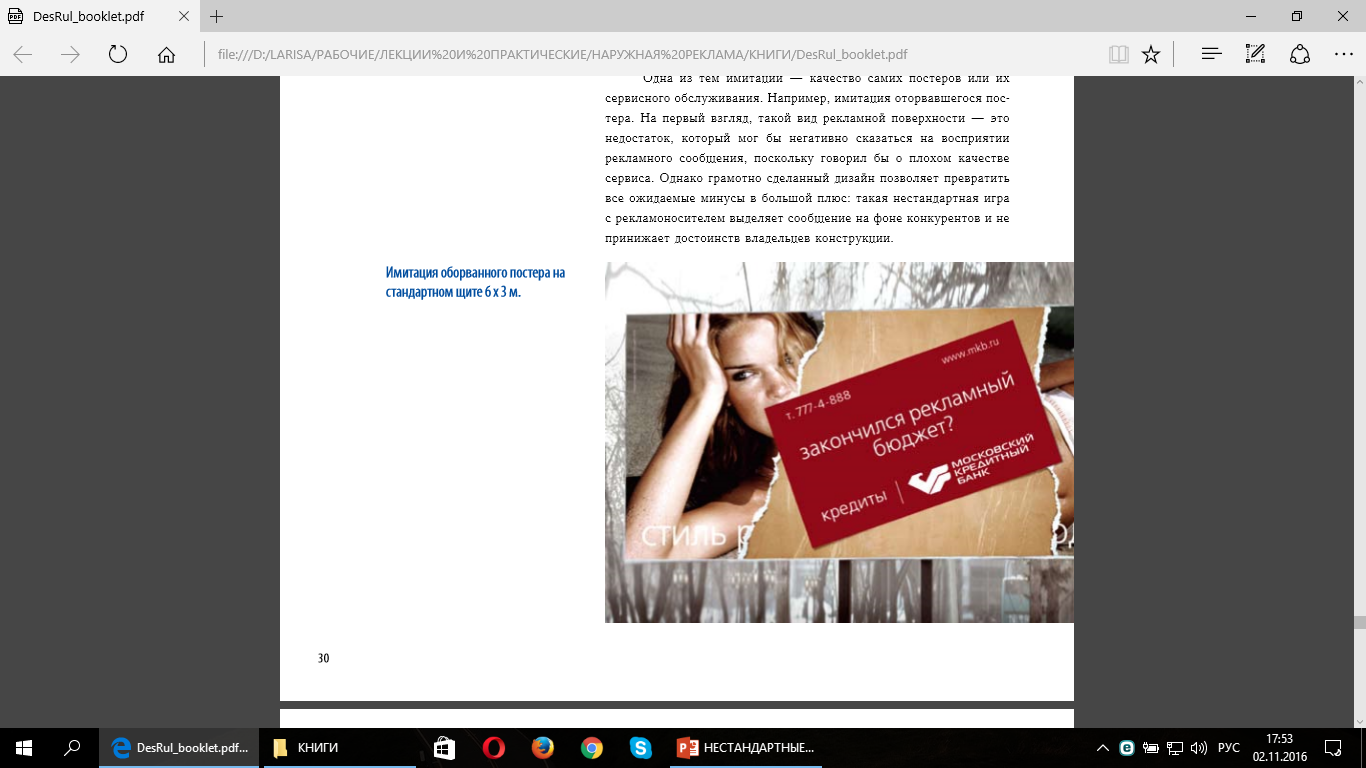 DesRul_booklet.pdf
file:///D:/LARISA/РАБОЧИЕ/ЛЕКЦИИ%20И%20ПРАКТИЧЕСКИЕ/НАРУЖНАЯ%20РЕКЛАМА/КНИГИ/DesRul_booklet.pdf
Одна из тем имитации — качество самих постеров или их
сервисного обслуживания. Например, имитация оторвавшегося пос-
тера. На первый взгляд, такой вид рекламной поверхности — это
недостаток, который мог бы негативно сказаться на восприятии
рекламного сообщения, поскольку говорил бы о плохом качестве
сервиса. Однако грамотно сделанный дизайн позволяет превратить
все ожидаемые минусы в большой плюс: такая нестандартная игра
с рекламоносителем выделяет сообщение на фоне конкурентов и не
принижает достоинств владельцев конструкции.
Имитация оборванного постера на
стандартном щите 6 х 3 м.
www.mkb.ru
т. 777-4-888
закончился рекламный
бюджет?
кредиты
МОСКОВСКИЙ
КРЕДИТНЫЙ
БАНК
стиль
30
DesRul_booklet.pdf...
КНИГИ
НЕСТАНДАРТНЫЕ...
РУС
17:53
02.11.2016